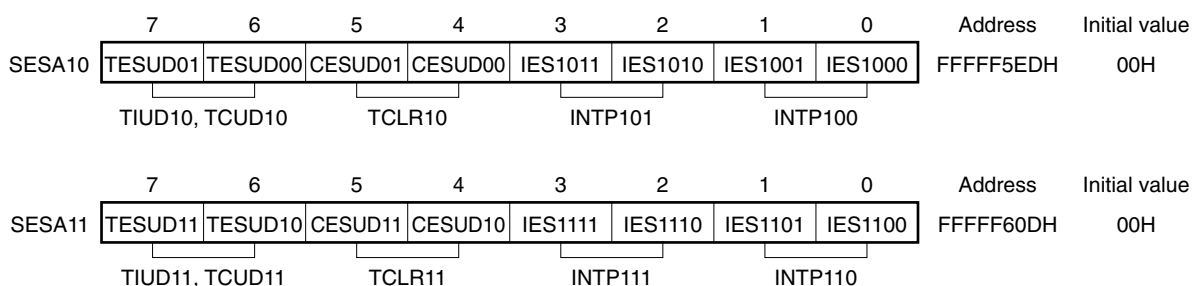 7 6 5 4 3 2 1 0 Address Initial value
SESA10 TESUD01 TESUD00 CESUD01 CESUD00 IES1011 IES1010 IES1001 IES1000 FFFFF5EDH 00H
TIUD10, TCUD10 TCLR10 INTP101 INTP100
7 6 5 4 3 2 1 0 Address Initial value
SESA11 TESUD11 TESUD10 CESUD11 CESUD10 IES1111 IES1110 IES1101 IES1100 FFFFF60DH 00H
TIUD11, TCUD11 TCLR11 INTP111 INTP110